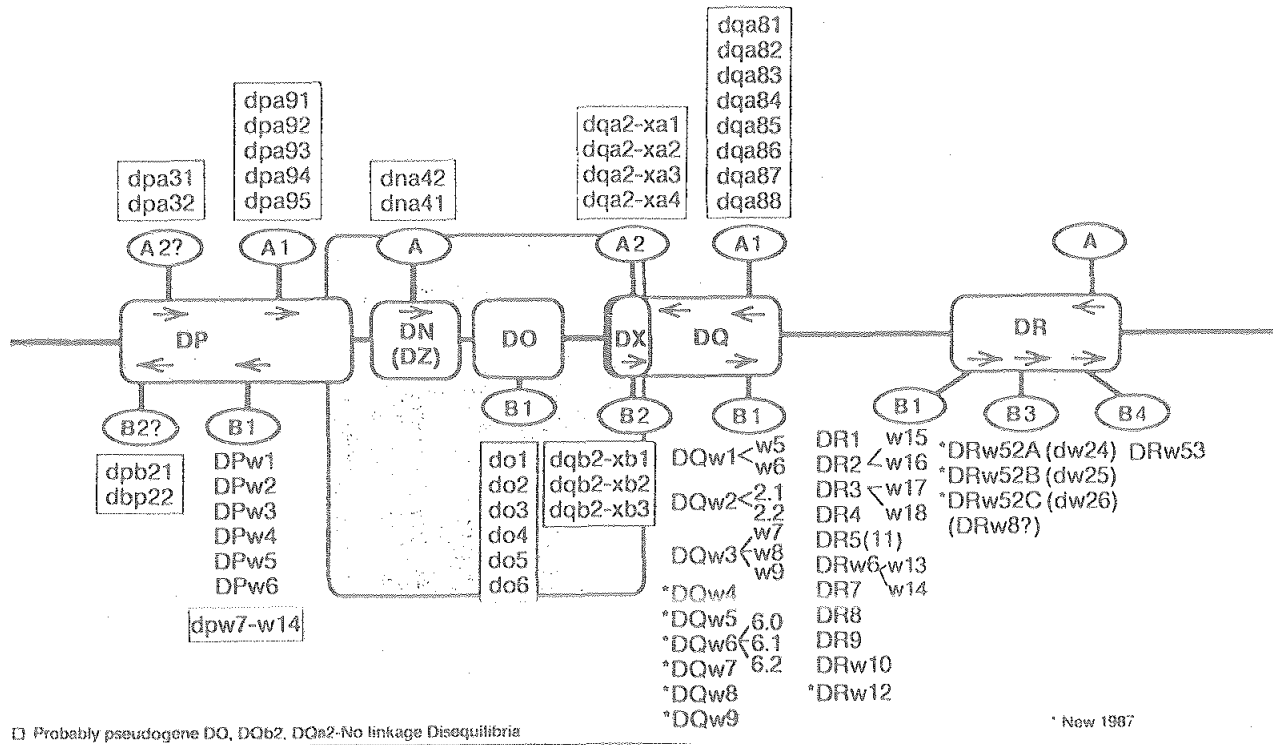 dqa81
dqa82
dqa83
dqa84
dqa85
dqa86
dqa87
dqa88
dpa91
dpa92
dpa93
dpa94
dpa95
dqa2-xa1
dqa2-xa2
dqa2-xa3
dqa2-xa4
dpa31
dpa32
dna42
dna41
A2?
A1
A
A2
A1
A
DP
DN
(DZ)
DO
DX
DQ
DR
B2?
B1
B1
B2
B1
B1
B3
B4
dpb21
dbp22
DPw1
DPw2
DPw3
DPw4
DPw5
DPw6
dpw7-w14
do1
do2
do3
do4
do5
do6
dqb2-xb1
dqb2-xb2
dqb2-xb3
DQw1 w5
w6
DQw2 2.1
2.2
DQw3 w7
w8
w9
*DQw4
*DQw5
*DQw6 6.0
6.1
6.2
*DQw7
*DQw8
*DQw9
DR1
DR2 w15
w16
DR3 w17
w18
DR4
DR5(11)
DRw6 w13
w14
DR7
DR8
DR9
DRw10
*DRw12
*DRw52A (dw24)
*DRw52B (dw25)
*DRw52C (dw26)
(DRw8?)
DRw53
□ Probably pseudogene DO, DQb2, DQa2-No linkage Disequilibria
* New 1987